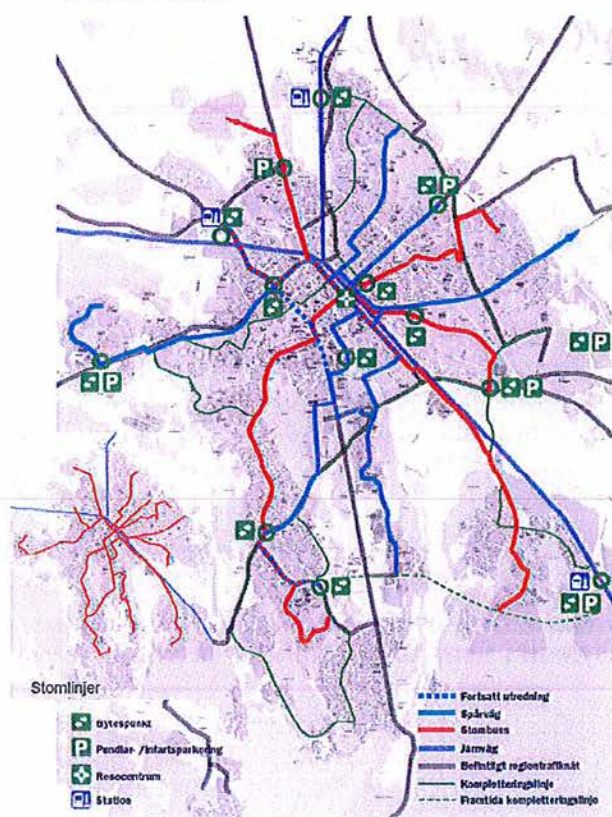 P
P
P
P
P
P
Stomlinjer
Bytespunkt
P Pendlar- /Infartsparkering
Resecentrum
Station
Fortsatt utredning
Spårväg
Stombuss
Järnväg
Befintligt regiontrafiknät
Kompletteringslinje
Framtida kompletteringslinje